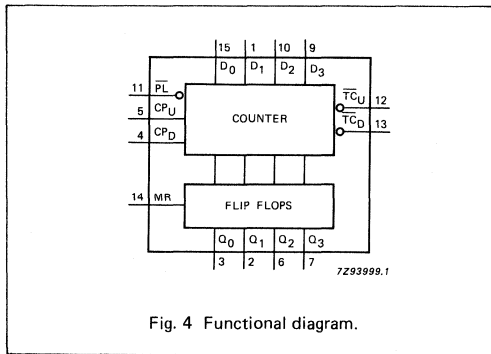 15 1 10 9
D0 D1 D2 D3
11 PL
5 CPU
4 CPD
COUNTER
TCU 12
TCD 13
14 MR
FLIP FLOPS
Q0 Q1 Q2 Q3
3 2 6 7
7Z93999.1
Fig. 4 Functional diagram.